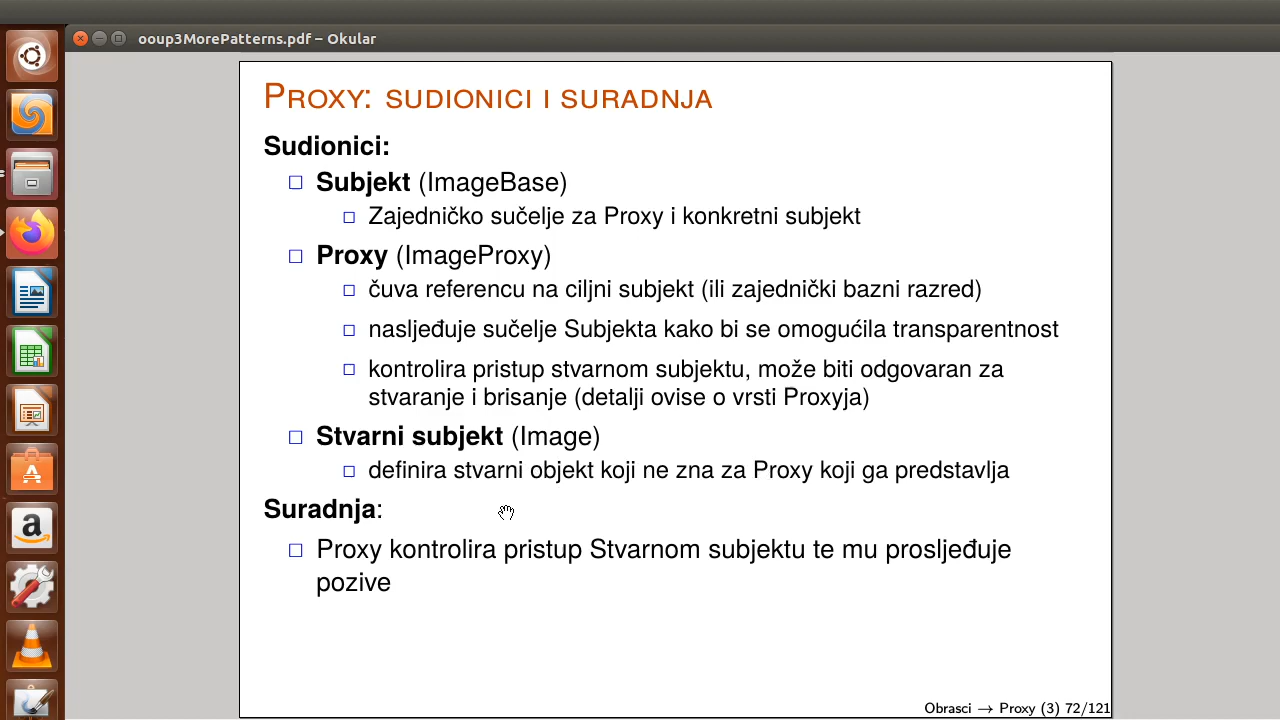 ooup3MorePatterns.pdf – Okular
Proxy: sudionici i suradnja
Sudionici:
Subjekt (ImageBase)
Zajedničko sučelje za Proxy i konkretni subjekt
Proxy (ImageProxy)
čuva referencu na ciljni subjekt (ili zajednički bazni razred)
nasljeđuje sučelje Subjekta kako bi se omogućila transparentnost
kontrolira pristup stvarnom subjektu, može biti odgovaran za
stvaranje i brisanje (detalji ovise o vrsti Proxyja)
Stvarni subjekt (Image)
definira stvarni objekt koji ne zna za Proxy koji ga predstavlja
Suradnja:
Proxy kontrolira pristup Stvarnom subjektu te mu prosljeđuje
pozive
Obrasci → Proxy (3) 72/121